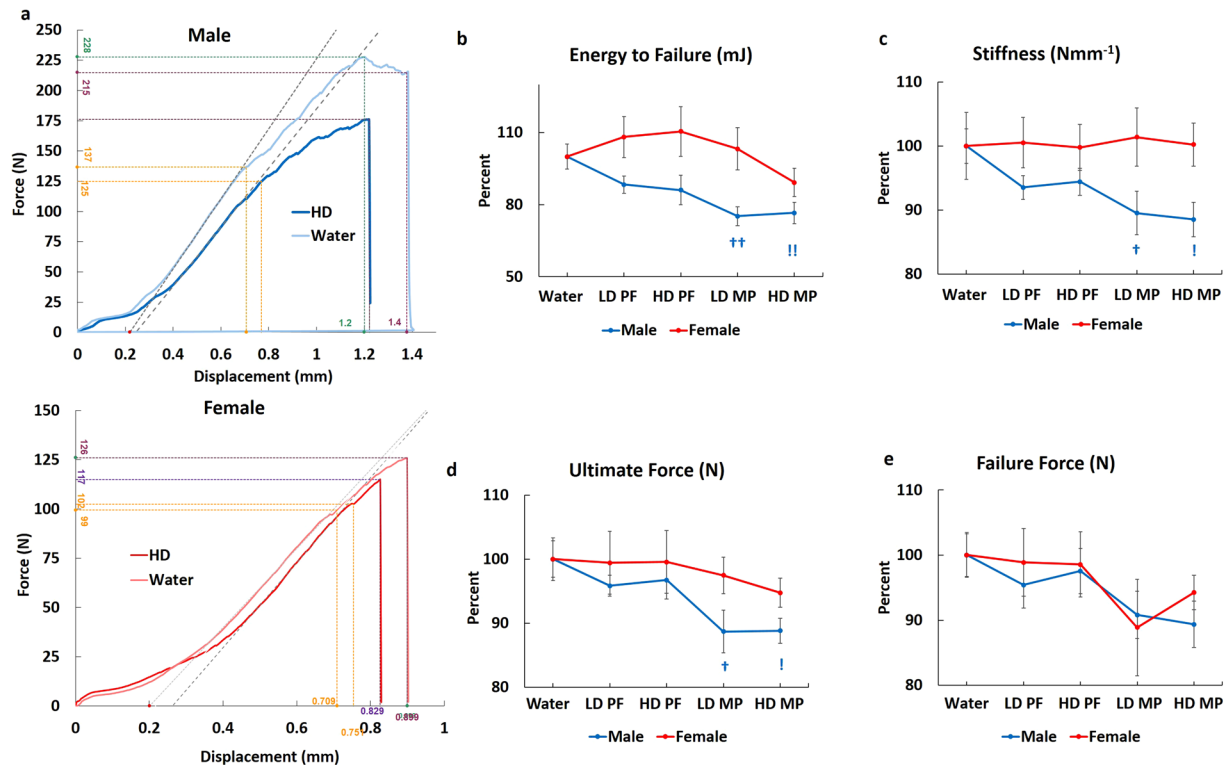 a
Male
Force (N)
250
225
200
175
150
125
100
75
50
25
0
228
215
137
125
HD
Water
1.2
1.4
0 0.2 0.4 0.6 0.8 1 1.2 1.4
Displacement (mm)
Female
Force (N)
150
125
100
75
50
25
0
126
117
102
99
HD
Water
0.709
0.829
0.899
0.751
0 0.2 0.4 0.6 0.8 1
Displacement (mm)
b
Energy to Failure (mJ)
Percent
110
80
50
††
!!
Water LD PF HD PF LD MP HD MP
Male Female
c
Stiffness (Nmm⁻¹)
Percent
110
100
90
80
†
!
Water LD PF HD PF LD MP HD MP
Male Female
d
Ultimate Force (N)
Percent
110
100
90
80
†
!
Water LD PF HD PF LD MP HD MP
Male Female
e
Failure Force (N)
Percent
110
100
90
80
Water LD PF HD PF LD MP HD MP
Male Female